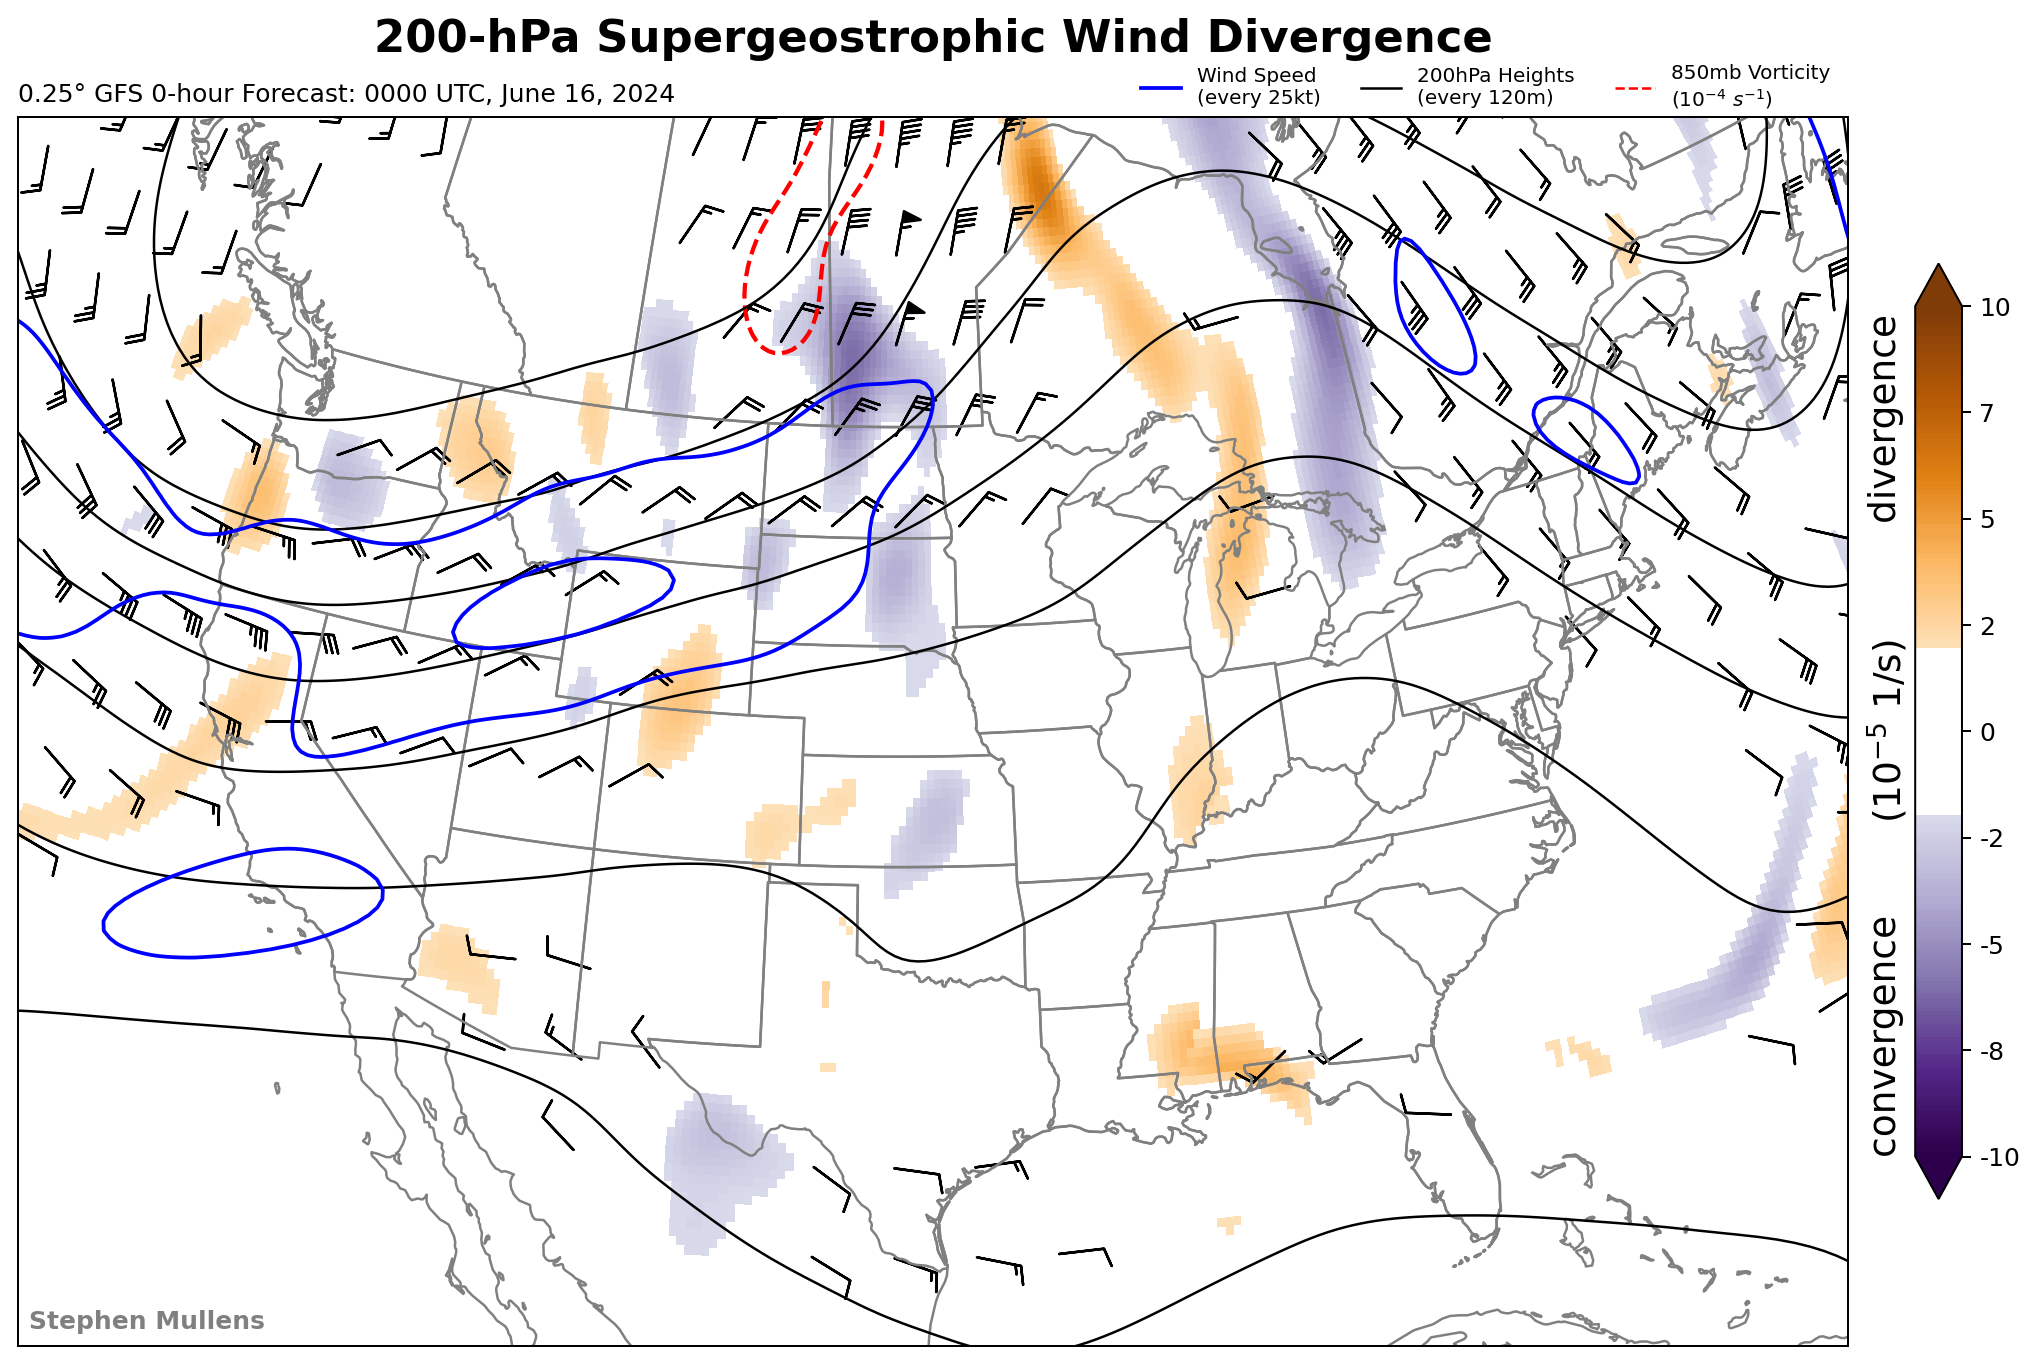 200-hPa Supergeostrophic Wind Divergence
0.25° GFS 0-hour Forecast: 0000 UTC, June 16, 2024
Wind Speed
(every 25kt)
200hPa Heights
(every 120m)
850mb Vorticity
(10⁻⁴ s⁻¹)
10
7
5
2
0
-2
-5
-8
-10
convergence (10⁻⁵ 1/s) divergence
Stephen Mullens